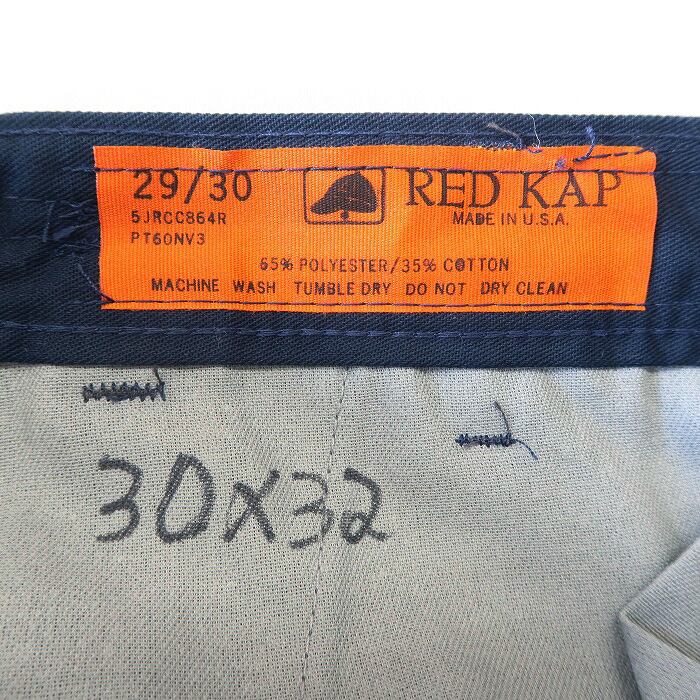 29/30
5JRCC864R
PT60NV3
RED KAP
MADE IN U.S.A.
65% POLYESTER/35% COTTON
MACHINE WASH TUMBLE DRY DO NOT DRY CLEAN
30x32